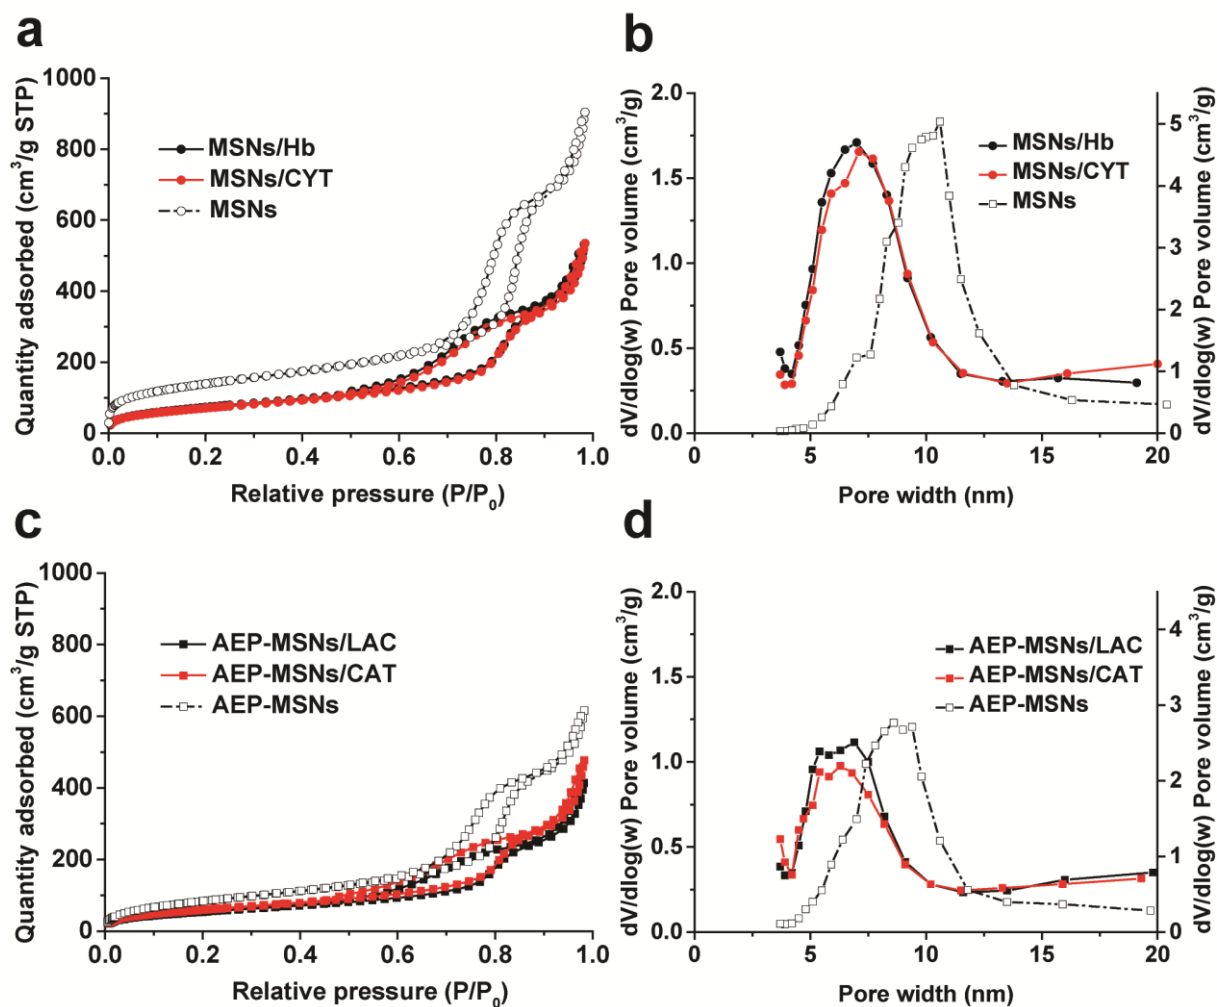 a
Quantity adsorbed (cm³/g STP)
1000
800
600
400
200
0
MSNs/Hb
MSNs/CYT
MSNs
0.0 0.2 0.4 0.6 0.8 1.0
Relative pressure (P/P₀)
b
dV/dlog(w) Pore volume (cm³/g)
2.0
1.5
1.0
0.5
0.0
MSNs/Hb
MSNs/CYT
MSNs
5
4
3
2
1
0
dV/dlog(w) Pore volume (cm³/g)
0 5 10 15 20
Pore width (nm)
c
Quantity adsorbed (cm³/g STP)
1000
800
600
400
200
0
AEP-MSNs/LAC
AEP-MSNs/CAT
AEP-MSNs
0.0 0.2 0.4 0.6 0.8 1.0
Relative pressure (P/P₀)
d
dV/dlog(w) Pore volume (cm³/g)
2.0
1.5
1.0
0.5
0.0
AEP-MSNs/LAC
AEP-MSNs/CAT
AEP-MSNs
4
3
2
1
0
dV/dlog(w) Pore volume (cm³/g)
0 5 10 15 20
Pore width (nm)